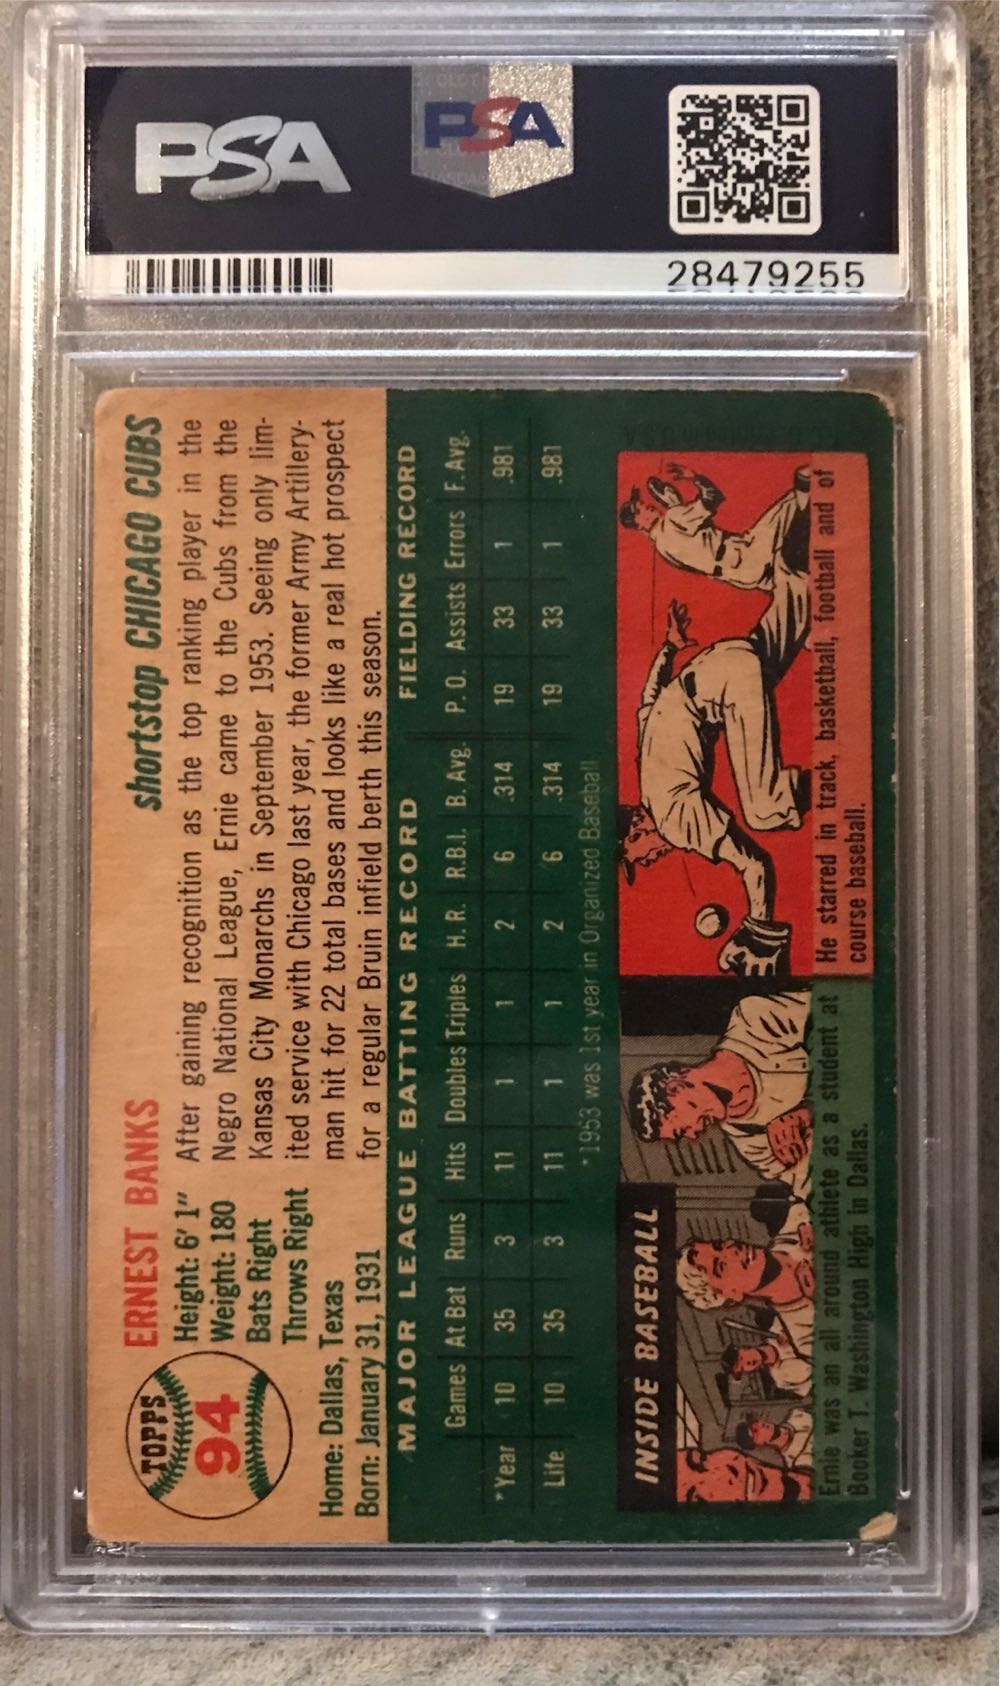 PSA
PSA
28479255
TOPPS
94
ERNEST BANKS
shortstop CHICAGO CUBS
Height: 6' 1"
Weight: 180
Bats Right
Throws Right
Home: Dallas, Texas
Born: January 31, 1931
After gaining recognition as the top ranking player in the
Negro National League, Ernie came to the Cubs from the
Kansas City Monarchs in September 1953. Seeing only lim-
ited service with Chicago last year, the former Army Artillery-
man hit for 22 total bases and looks like a real hot prospect
for a regular Bruin infield berth this season.
MAJOR LEAGUE BATTING RECORD FIELDING RECORD
Games At Bat Runs Hits Doubles Triples H.R. R.B.I. B. Avg. P. O. Assists Errors F. Avg.
*Year 10 35 3 11 1 1 2 6 .314 19 33 1 .981
Life 10 35 3 11 1 1 2 6 .314 19 33 1 .981
*1953 was 1st year in Organized Baseball
INSIDE BASEBALL
Ernie was an all around athlete as a student at
Booker T. Washington High in Dallas.
He starred in track, basketball, football and of
course baseball.